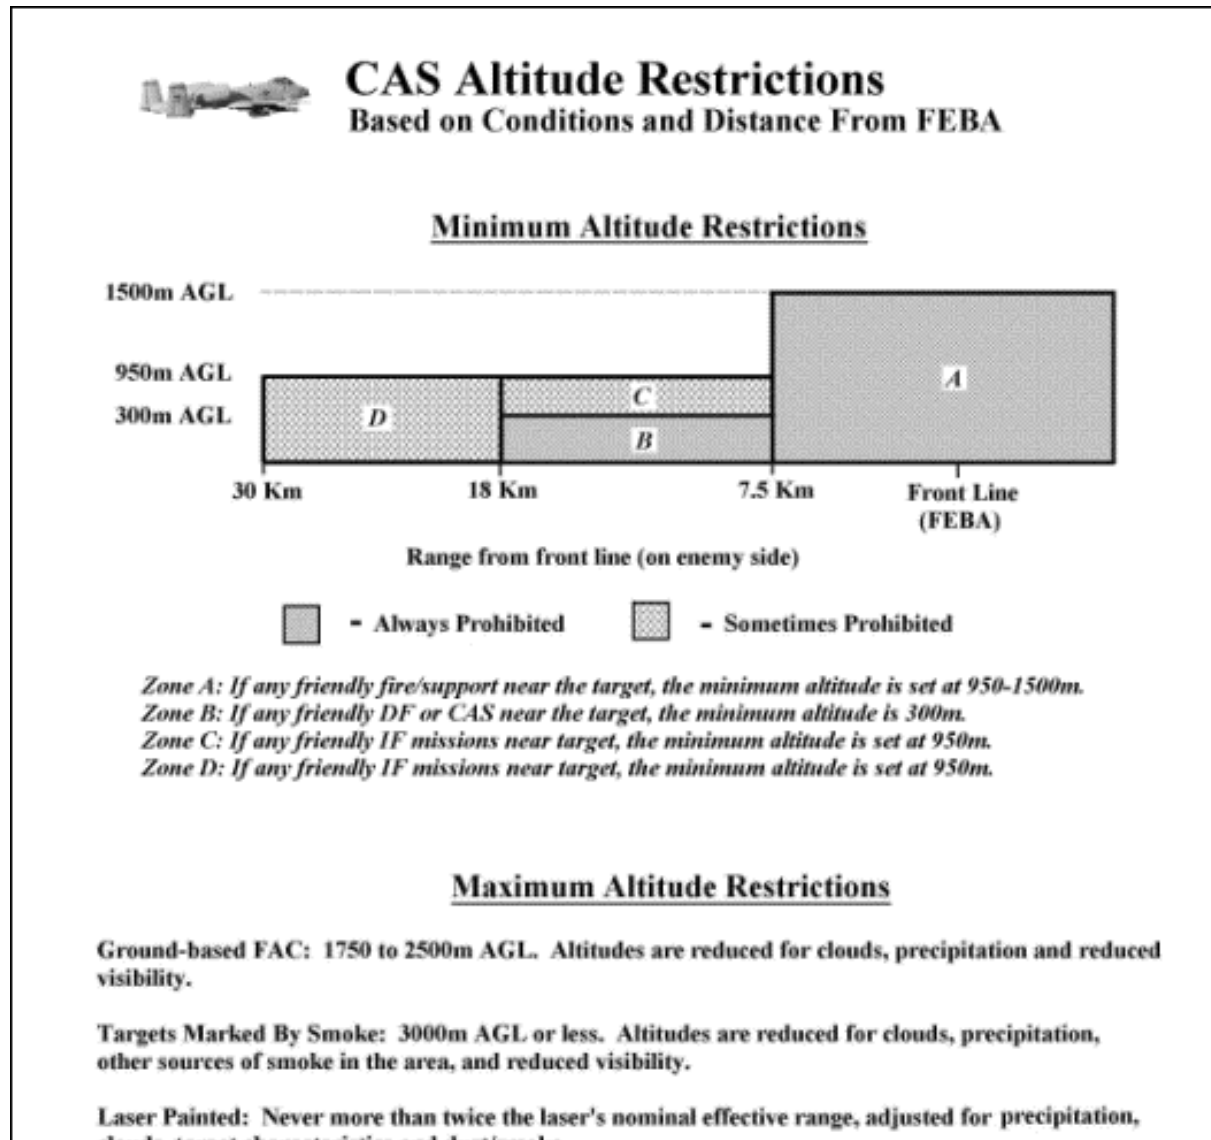 CAS Altitude Restrictions
Based on Conditions and Distance From FEBA
Minimum Altitude Restrictions
1500m AGL
950m AGL
300m AGL
A
C
D
B
30 Km
18 Km
7.5 Km
Front Line
(FEBA)
Range from front line (on enemy side)
- Always Prohibited
- Sometimes Prohibited
Zone A: If any friendly fire/support near the target, the minimum altitude is set at 950-1500m.
Zone B: If any friendly DF or CAS near the target, the minimum altitude is 300m.
Zone C: If any friendly IF missions near target, the minimum altitude is set at 950m.
Zone D: If any friendly IF missions near target, the minimum altitude is set at 950m.
Maximum Altitude Restrictions
Ground-based FAC: 1750 to 2500m AGL. Altitudes are reduced for clouds, precipitation and reduced
visibility.
Targets Marked By Smoke: 3000m AGL or less. Altitudes are reduced for clouds, precipitation,
other sources of smoke in the area, and reduced visibility.
Laser Painted: Never more than twice the laser's nominal effective range, adjusted for precipitation,